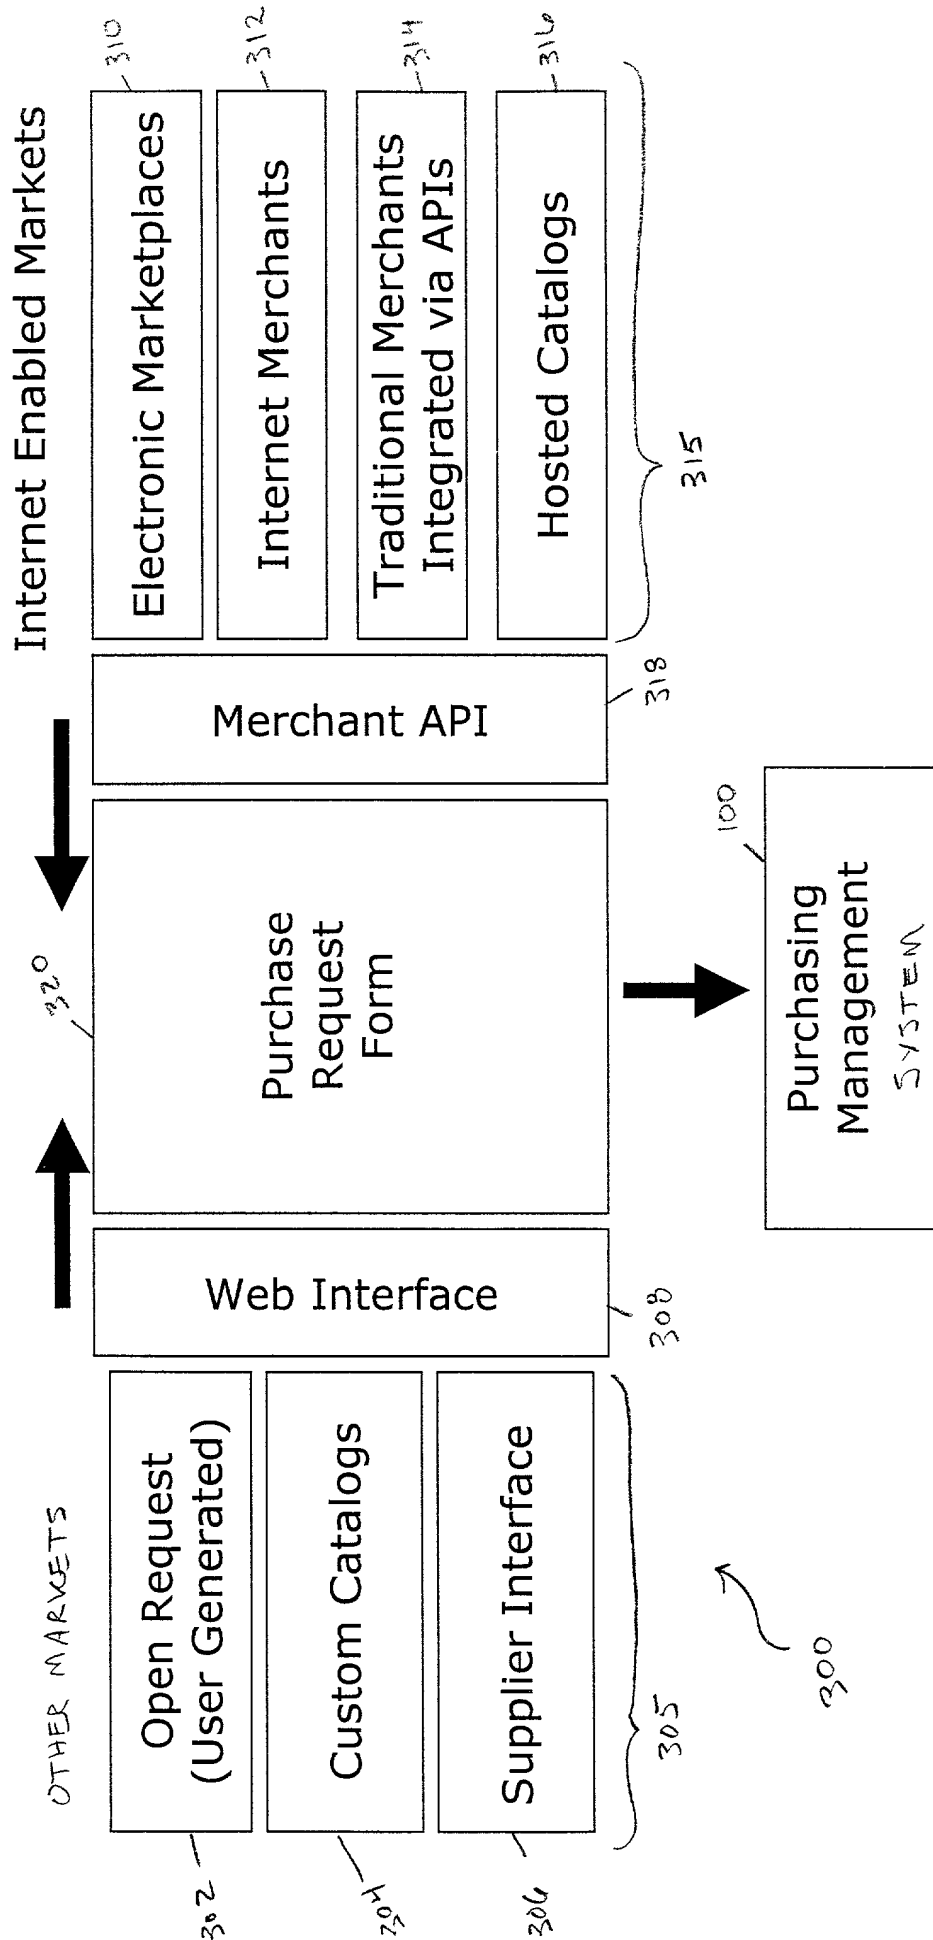 OTHER MARKETS
Internet Enabled Markets
320
Open Request
(User Generated)
302
Custom Catalogs
304
Supplier Interface
306
305
Web Interface
308
Purchase
Request
Form
Merchant API
318
Electronic Marketplaces
310
Internet Merchants
312
Traditional Merchants
Integrated via APIs
314
Hosted Catalogs
316
315
100
Purchasing
Management
SYSTEM
300